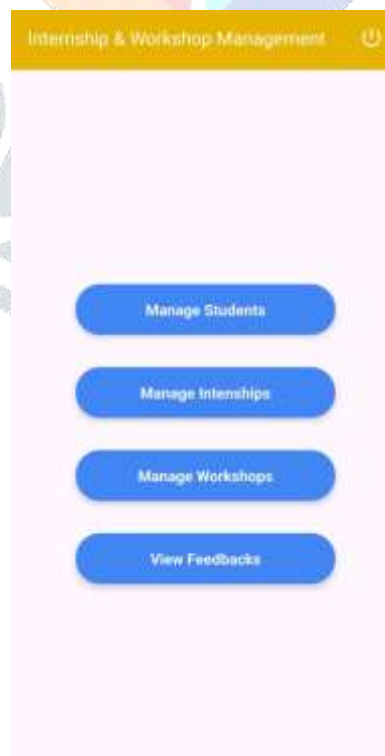 Internship & Workshop Management
Manage Students
Manage Intenships
Manage Workshops
View Feedbacks